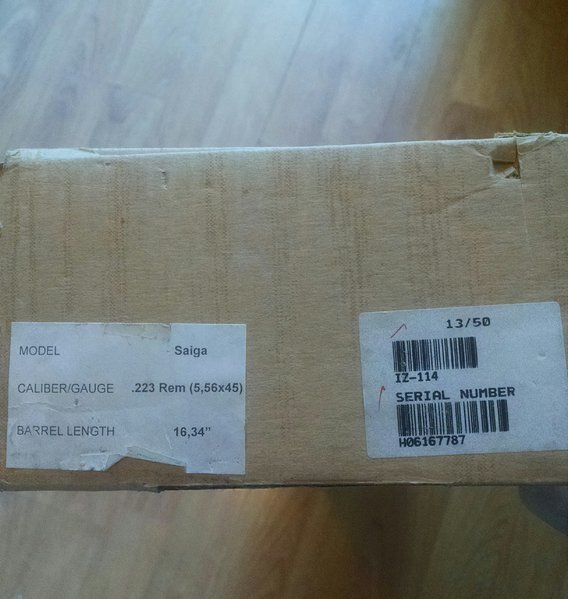 MODEL Saiga
CALIBER/GAUGE .223 Rem (5,56x45)
BARREL LENGTH 16,34”
13/50
IZ-114
SERIAL NUMBER
H06167787